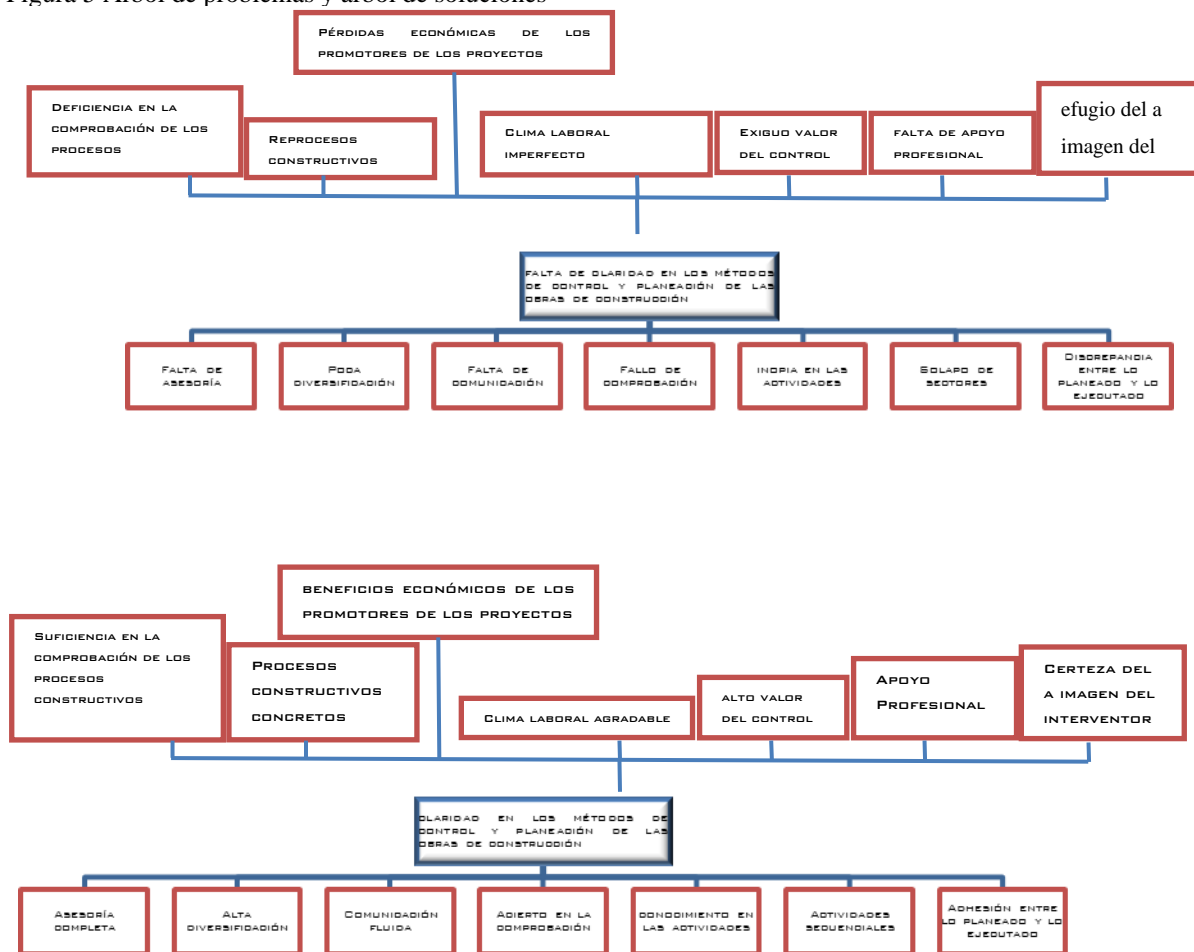 Figura 3 Árbol de problemas y árbol de soluciones
PÉRDIDAS ECONÓMICAS DE LOS
PROMOTORES DE LOS PROYECTOS
DEFICIENCIA EN LA
COMPROBACIÓN DE LOS
PROCESOS
REPROCESOS
CONSTRUCTIVOS
CLIMA LABORAL
IMPERFECTO
EXIGUO VALOR
DEL CONTROL
FALTA DE APOYO
PROFESIONAL
efugio del a
imagen del
FALTA DE CLARIDAD EN LOS MÉTODOS
DE CONTROL Y PLANEACIÓN DE LAS
OBRAS DE CONSTRUCCIÓN
FALTA DE
ASESORÍA
POCA
DIVERSIFICACIÓN
FALTA DE
COMUNICACIÓN
FALLO DE
COMPROBACIÓN
INOPIA EN LAS
ACTIVIDADES
SOLAPO DE
SECTORES
DISCREPANCIA
ENTRE LO
PLANEADO Y LO
EJECUTADO
BENEFICIOS ECONÓMICOS DE LOS
PROMOTORES DE LOS PROYECTOS
SUFICIENCIA EN LA
COMPROBACIÓN DE LOS
PROCESOS
CONSTRUCTIVOS
PROCESOS
CONSTRUCTIVOS
CONCRETOS
CLIMA LABORAL AGRADABLE
ALTO VALOR
DEL CONTROL
APOYO
PROFESIONAL
CERTEZA DEL
A IMAGEN DEL
INTERVENTOR
CLARIDAD EN LOS MÉTODOS DE
CONTROL Y PLANEACIÓN DE LAS
OBRAS DE CONSTRUCCIÓN
ASESORÍA
COMPLETA
ALTA
DIVERSIFICACIÓN
COMUNICACIÓN
FLUIDA
ACIERTO EN LA
COMPROBACIÓN
CONOCIMIENTO EN
LAS ACTIVIDADES
ACTIVIDADES
SECUENCIALES
ADHESIÓN ENTRE
LO PLANEADO Y LO
EJECUTADO